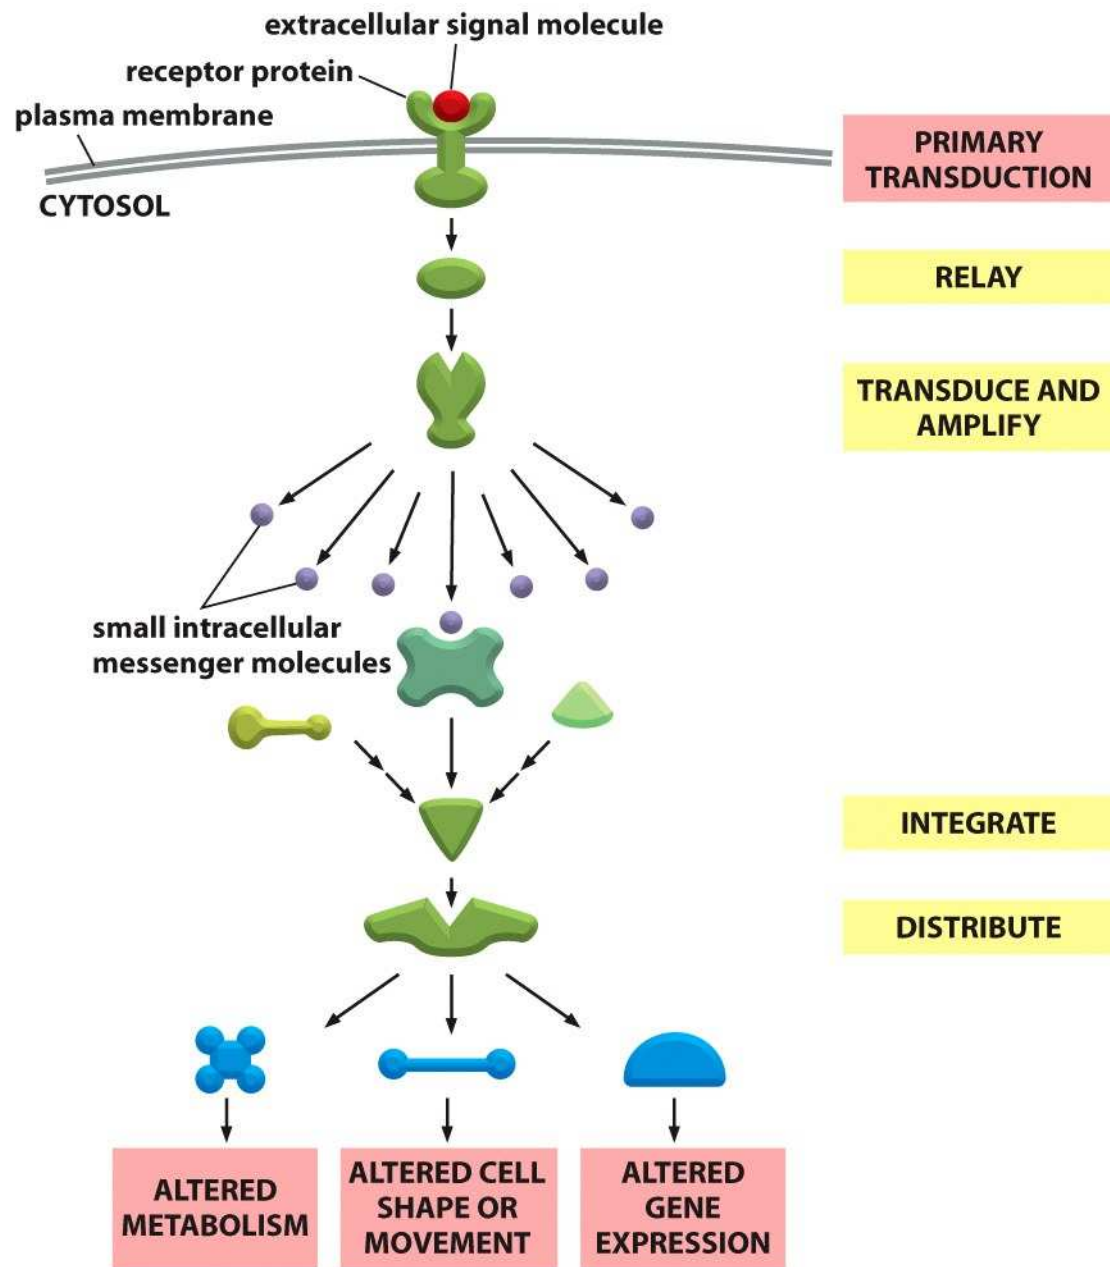 extracellular signal molecule
receptor protein
plasma membrane
CYTOSOL
PRIMARY
TRANSDUCTION
RELAY
TRANSDUCE AND
AMPLIFY
small intracellular
messenger molecules
INTEGRATE
DISTRIBUTE
ALTERED
METABOLISM
ALTERED CELL
SHAPE OR
MOVEMENT
ALTERED
GENE
EXPRESSION